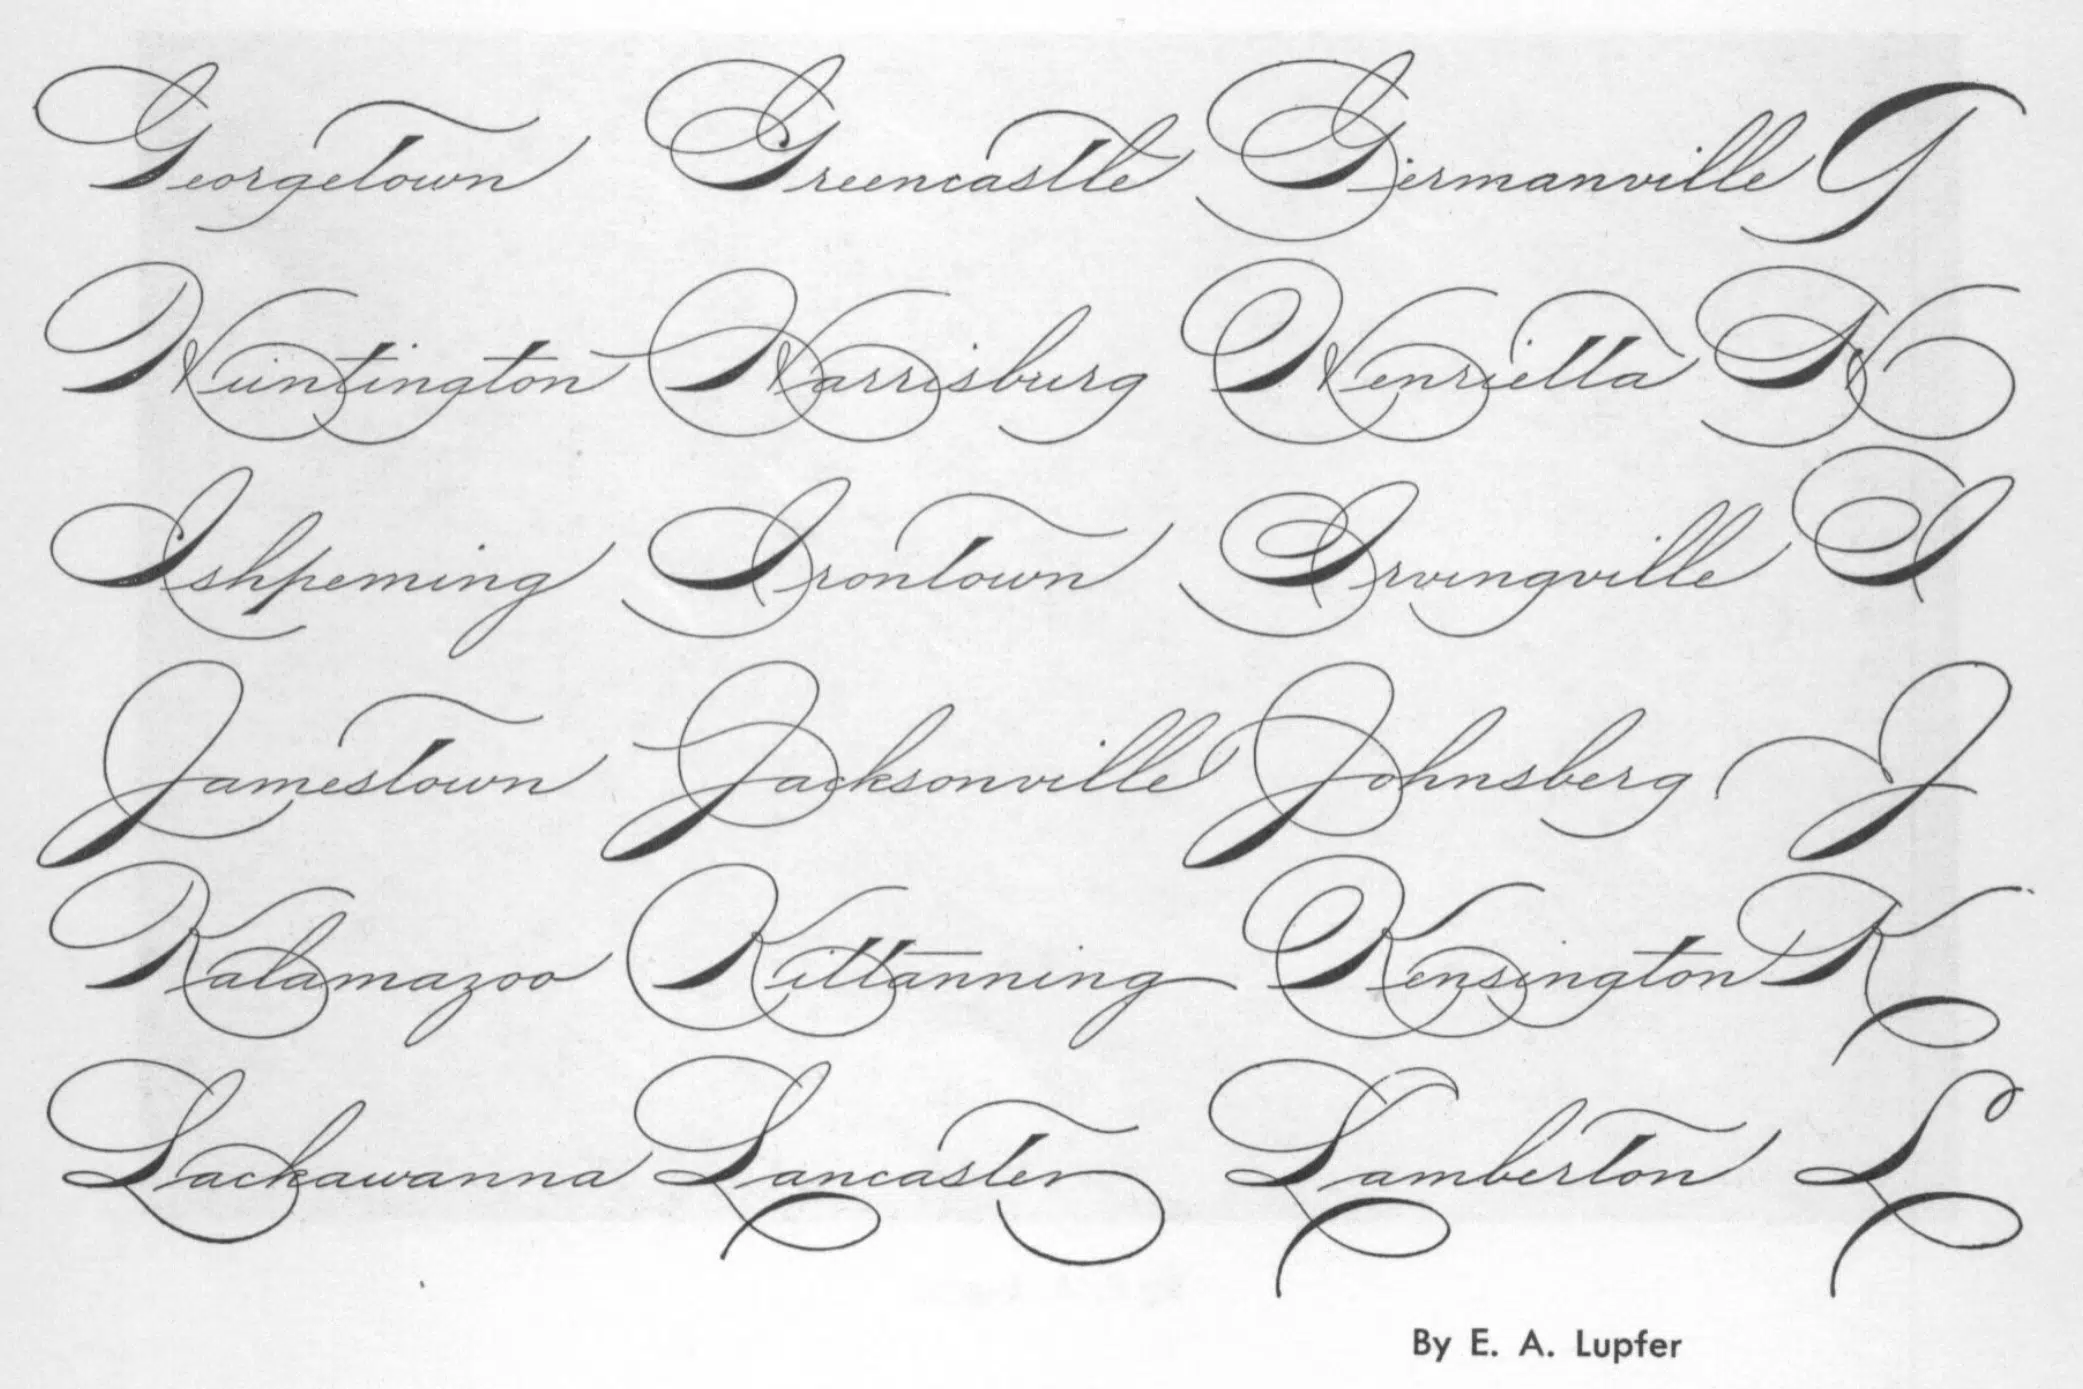 Georgetown Greencastle Germanville G
Huntington Harrisburg Henrietta H
Ishpeming Irontown Irvingville I
Jamestown Jacksonville Johnsberg J
Kalamazoo Kittanning Kensington K
Lackawanna Lancaster Lamberton L
By E. A. Lupfer